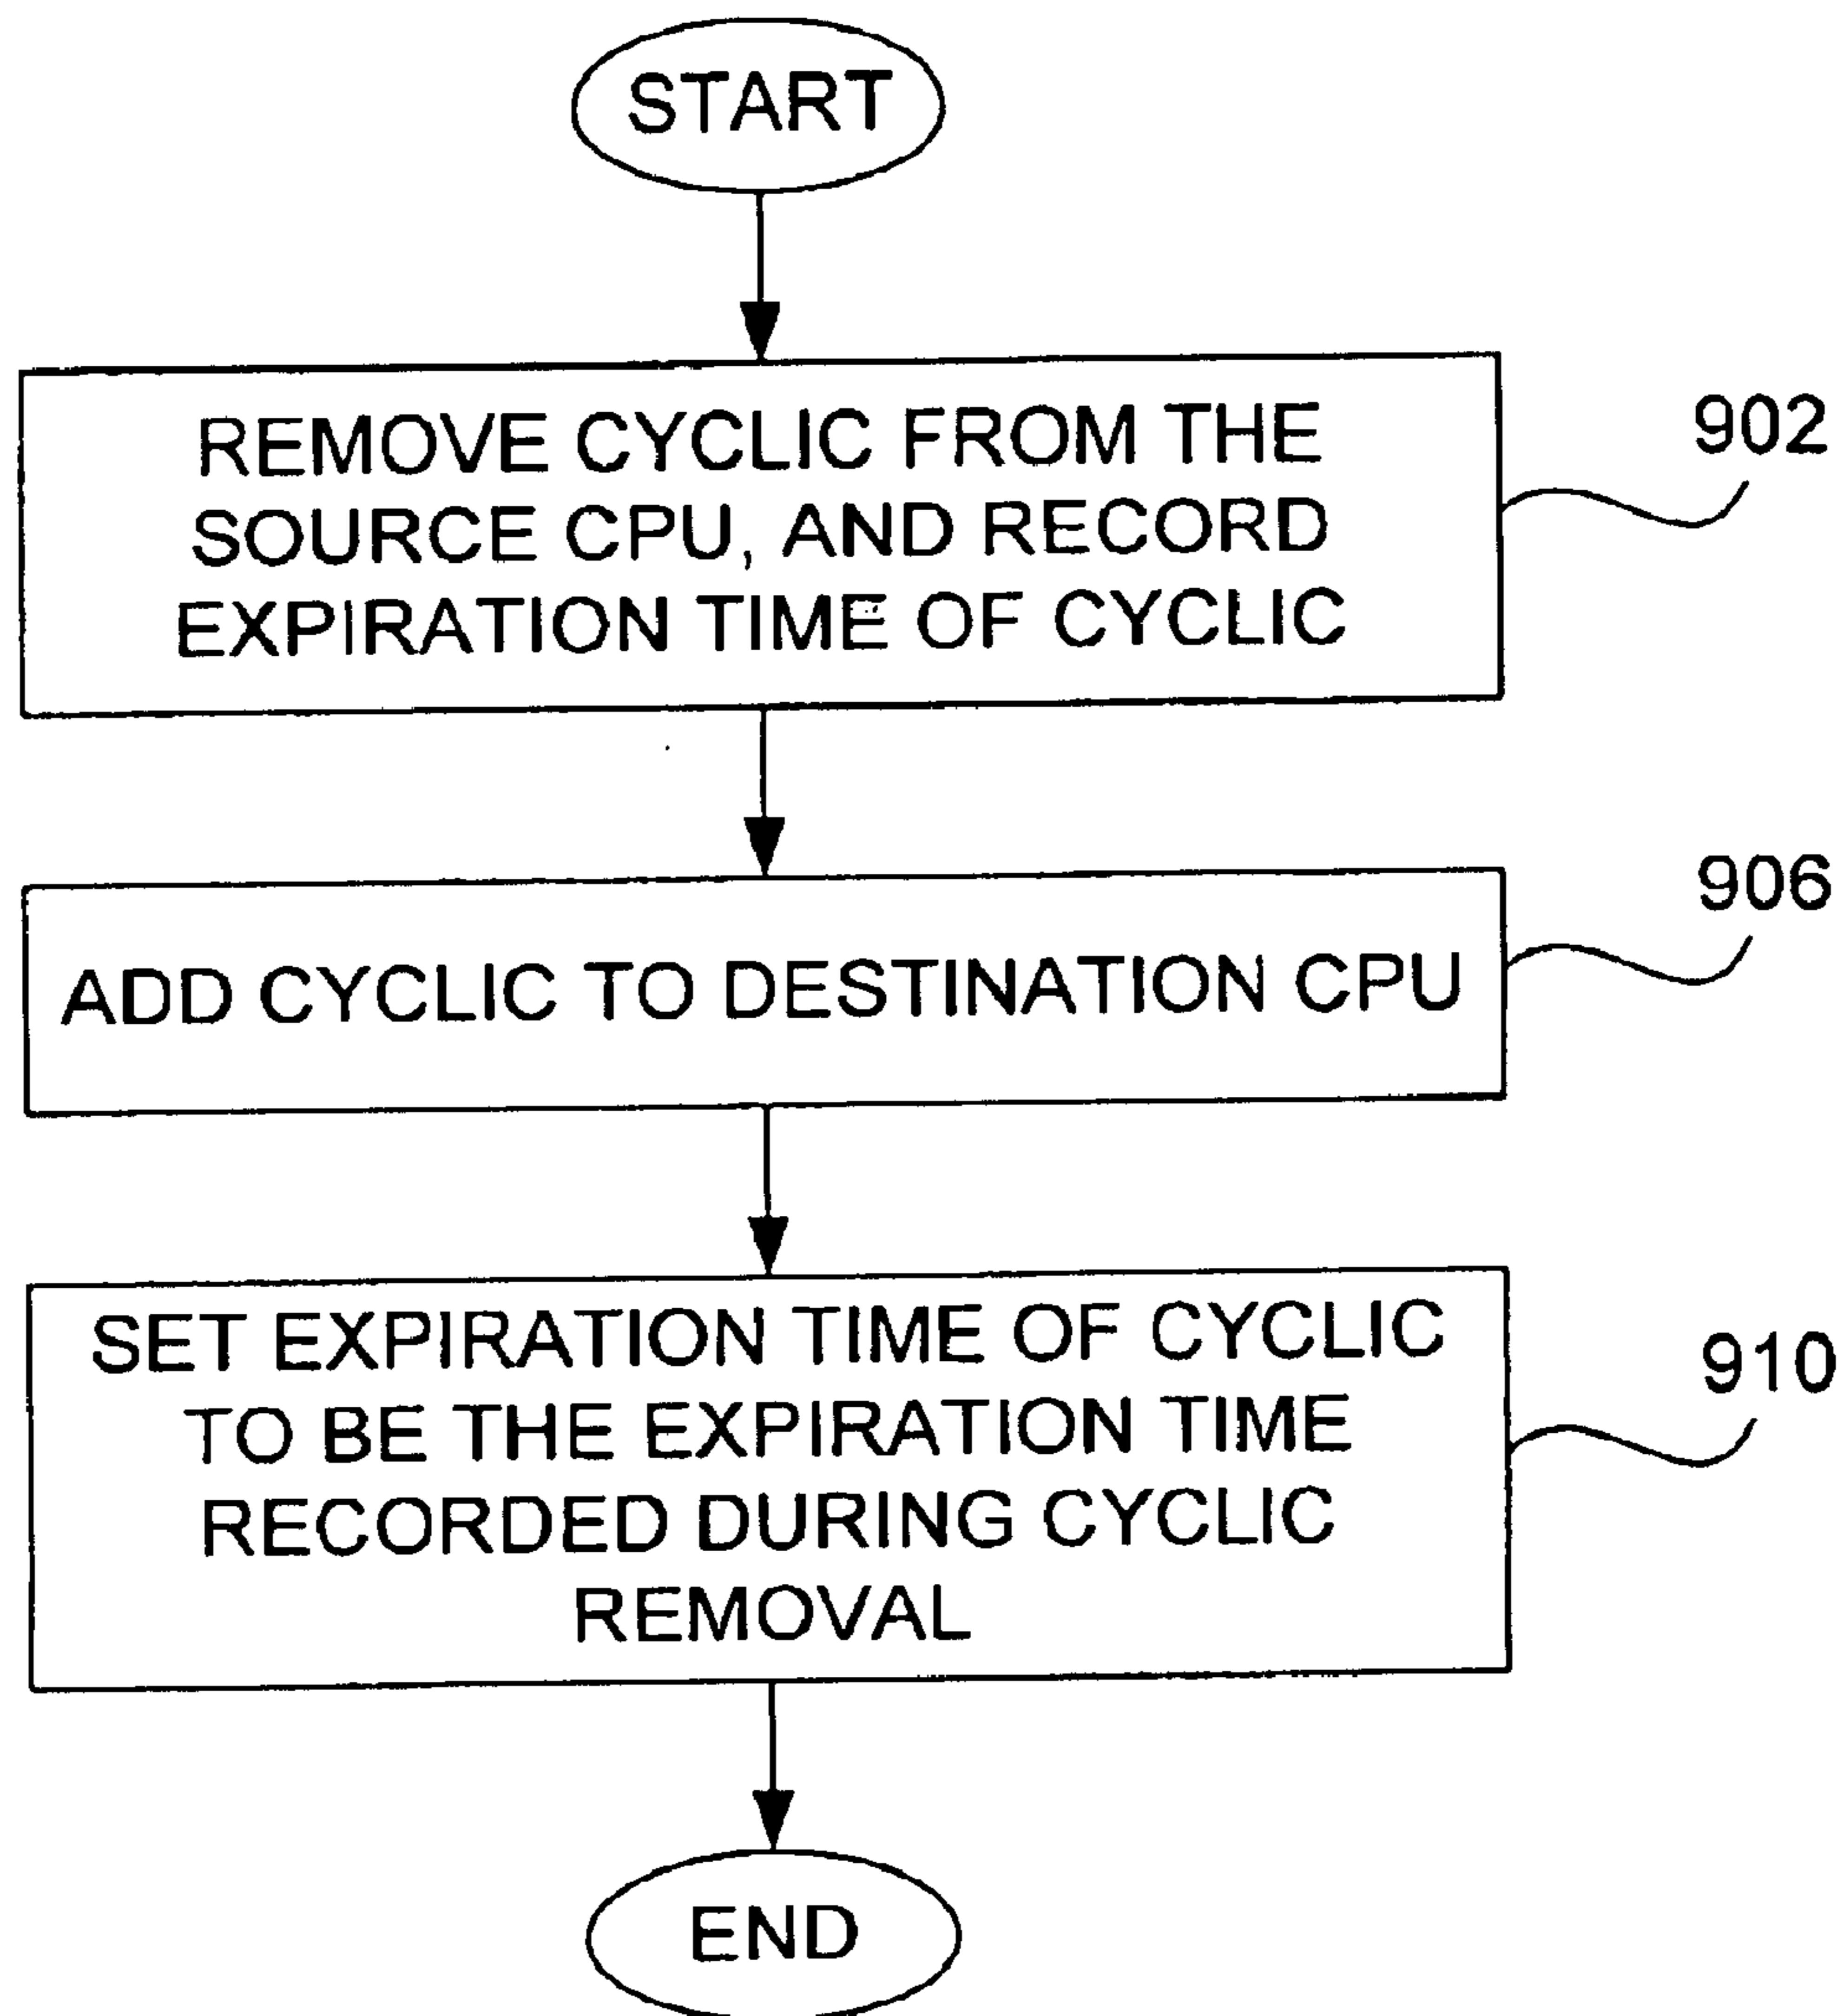 START
REMOVE CYCLIC FROM THE
SOURCE CPU, AND RECORD
EXPIRATION TIME OF CYCLIC
902
ADD CYCLIC TO DESTINATION CPU
906
SET EXPIRATION TIME OF CYCLIC
TO BE THE EXPIRATION TIME
RECORDED DURING CYCLIC
REMOVAL
910
END